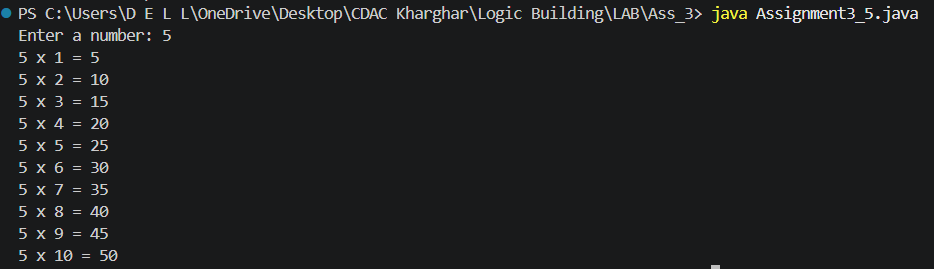 PS C:\Users\D E L L\OneDrive\Desktop\CDAC Kharghar\Logic Building\LAB\Ass_3> java Assignment3_5.java
Enter a number: 5
5 x 1 = 5
5 x 2 = 10
5 x 3 = 15
5 x 4 = 20
5 x 5 = 25
5 x 6 = 30
5 x 7 = 35
5 x 8 = 40
5 x 9 = 45
5 x 10 = 50